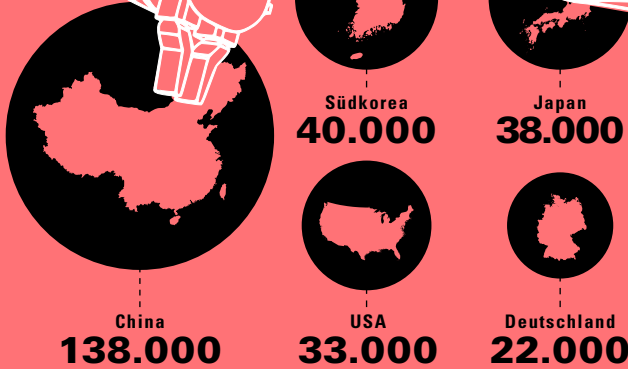 Südkorea
40.000
Japan
38.000
China
138.000
USA
33.000
Deutschland
22.000